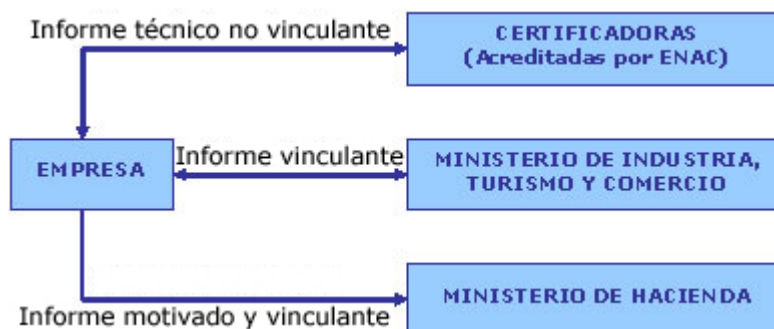 Informe técnico no vinculante
CERTIFICADORAS
(Acreditadas por ENAC)
EMPRESA
Informe vinculante
MINISTERIO DE INDUSTRIA,
TURISMO Y COMERCIO
Informe motivado y vinculante
MINISTERIO DE HACIENDA